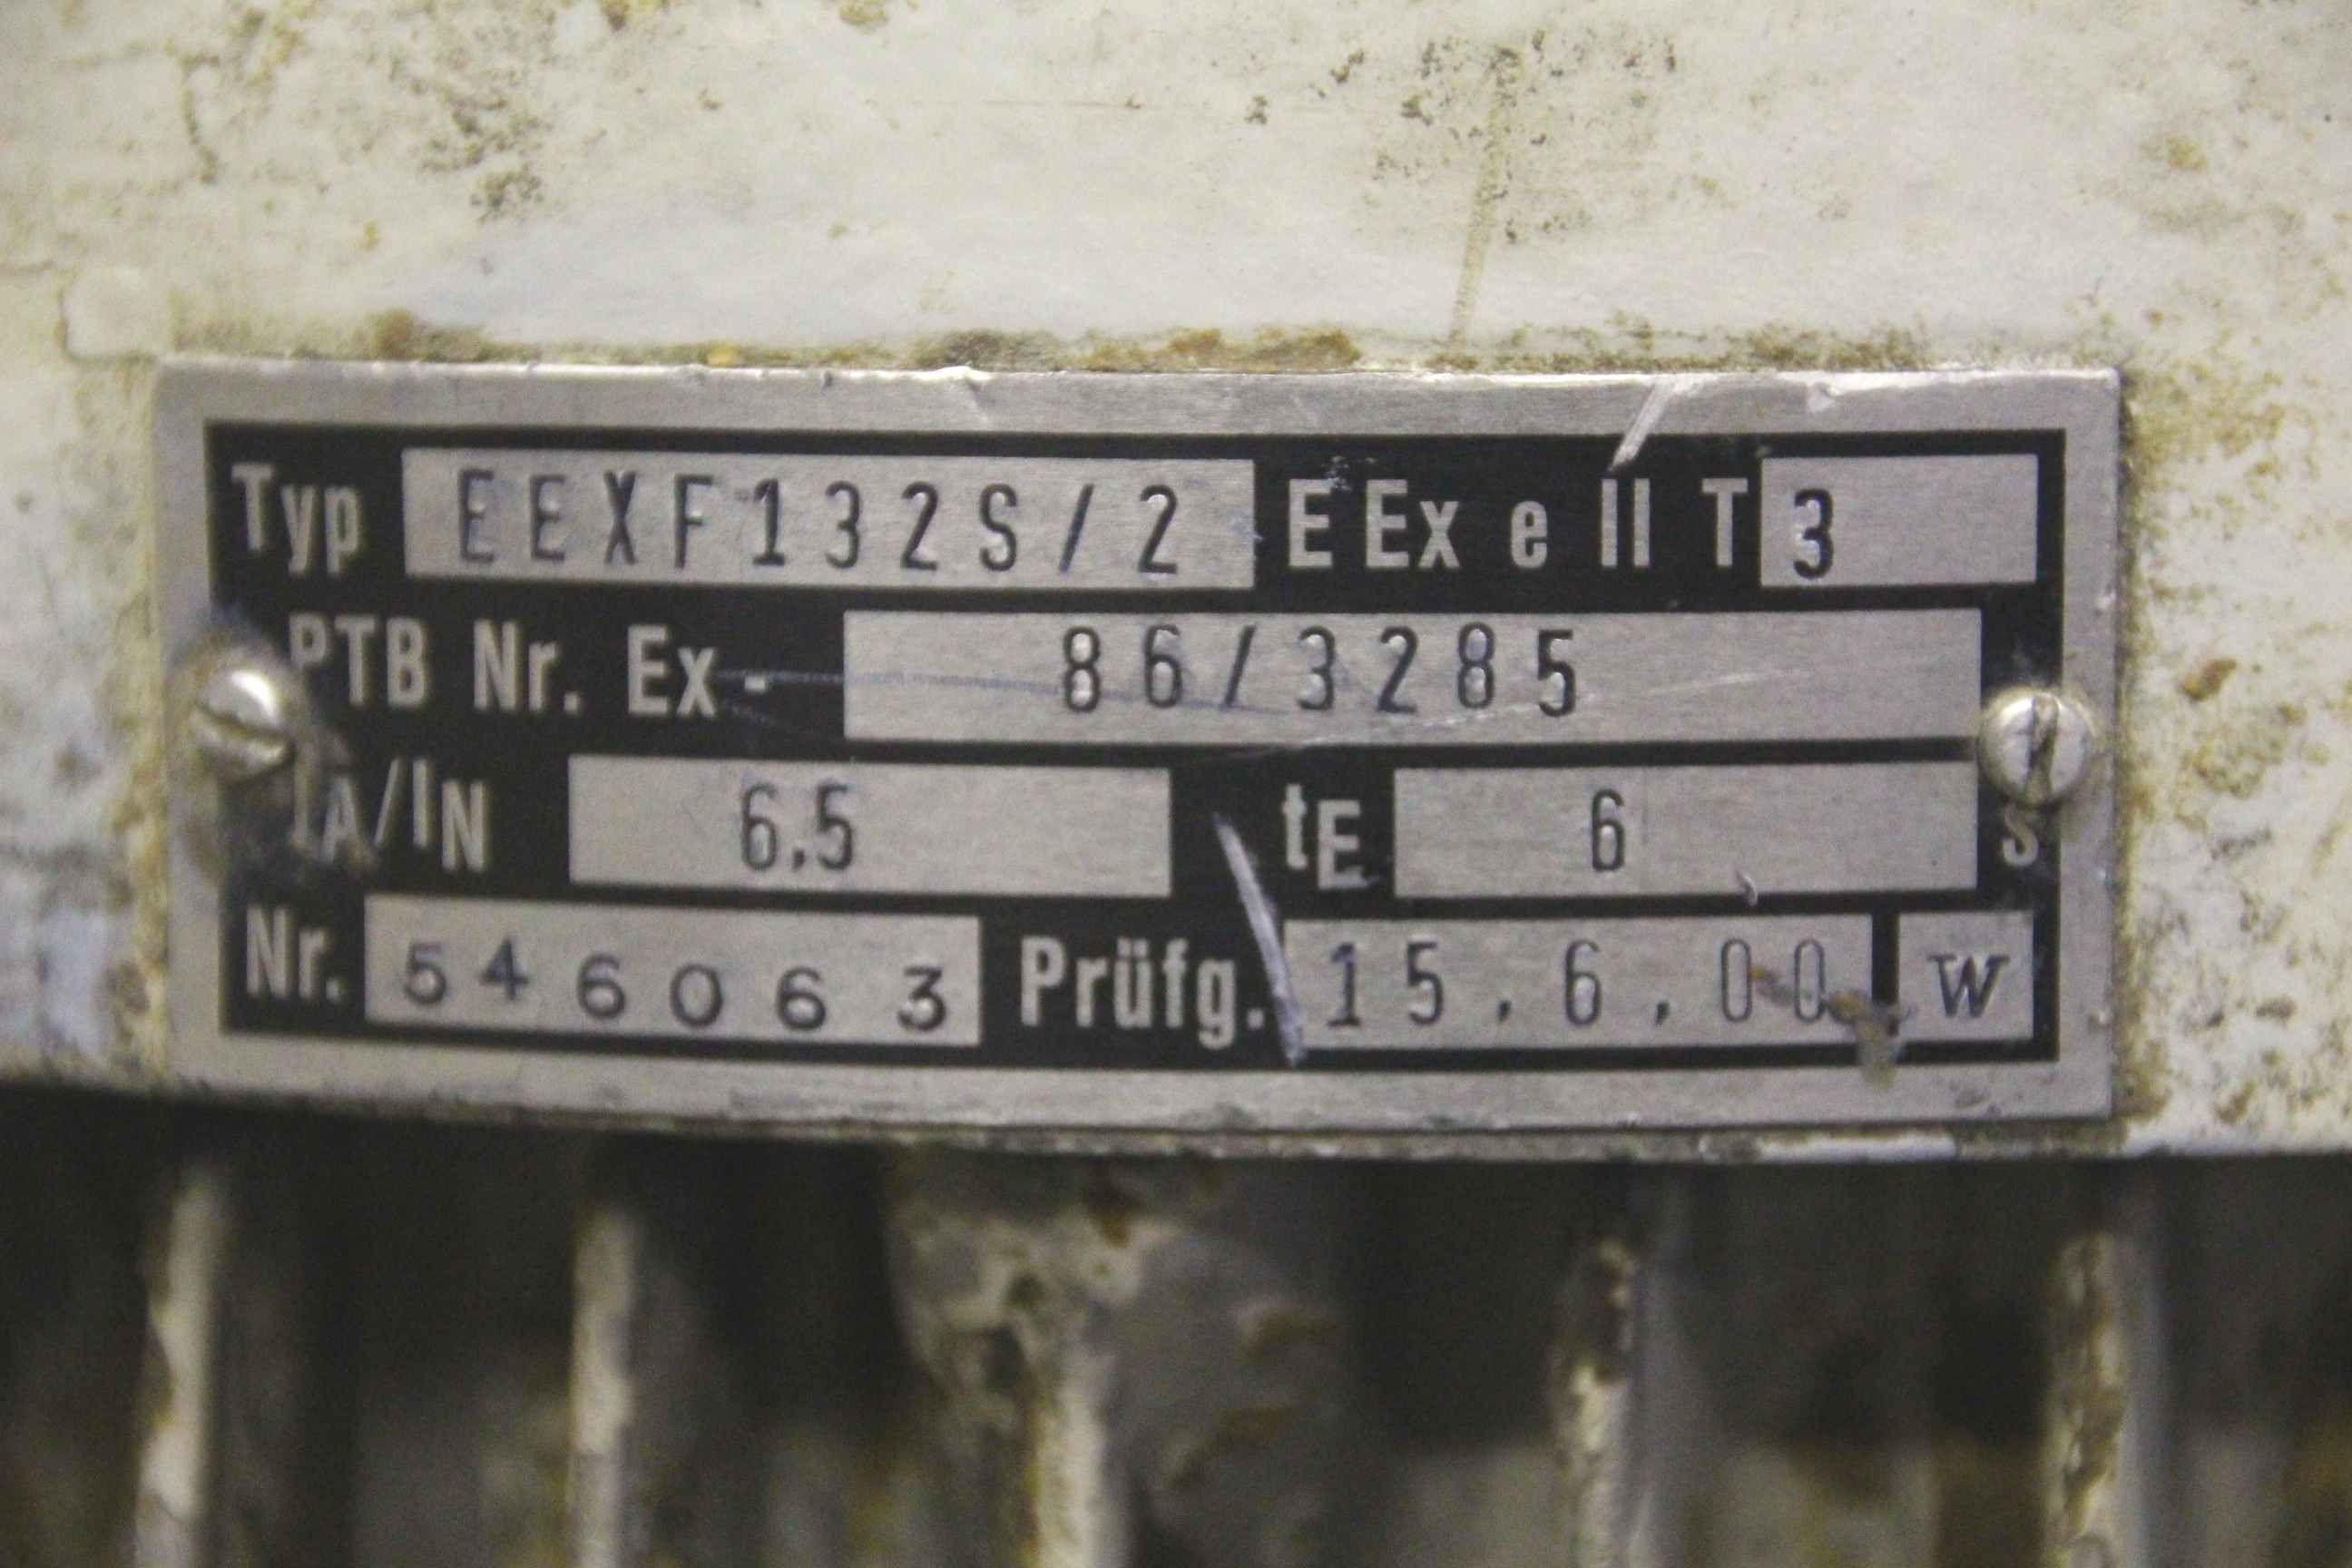 Typ EEXF132S/2 EEx e II T 3
PTB Nr. Ex- 86/3285
IA/IN 6.5 tE 6 s
Nr. 546063 Prüfg. 15.6.00 W